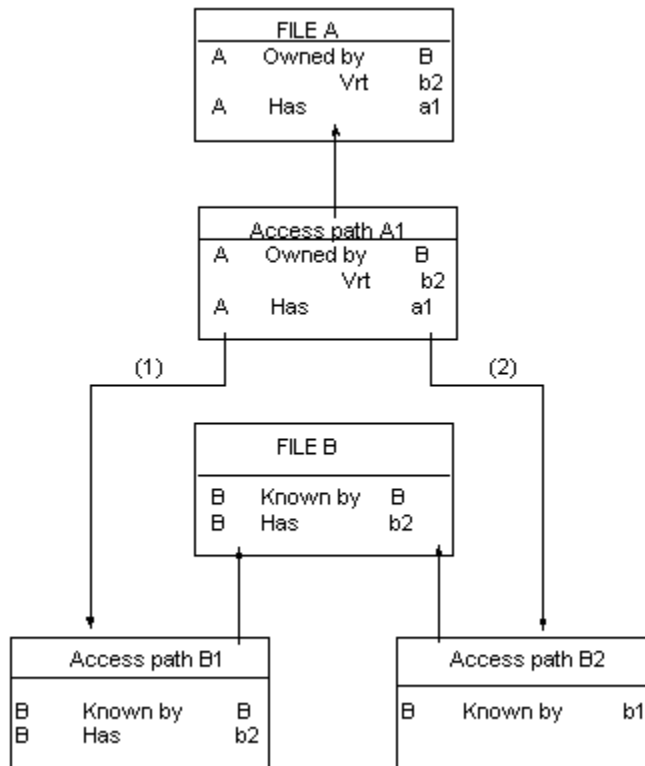 FILE A
A Owned by B
Vrt b2
A Has a1
Access path A1
A Owned by B
Vrt b2
A Has a1
(1) (2)
FILE B
B Known by B
B Has b2
Access path B1
B Known by B
B Has b2
Access path B2
B Known by b1